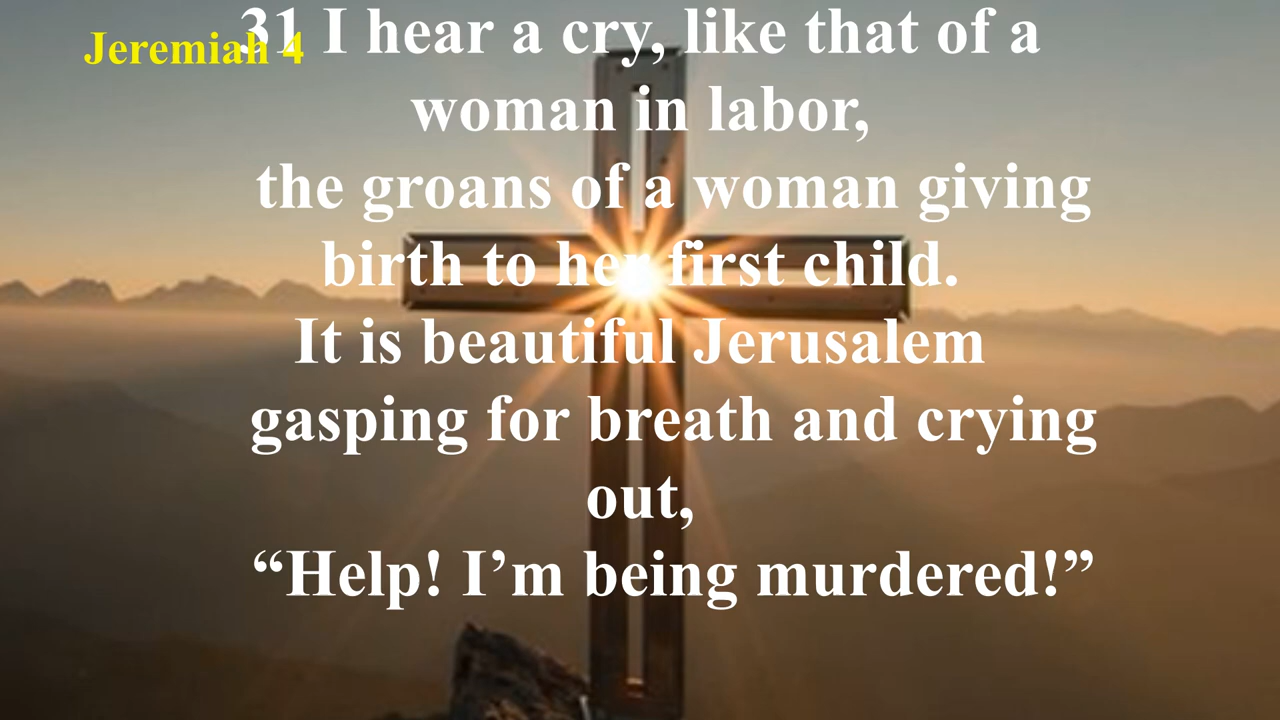 Jeremiah 4
31 I hear a cry, like that of a
woman in labor,
the groans of a woman giving
birth to her first child.
It is beautiful Jerusalem
gasping for breath and crying
out,
“Help! I’m being murdered!”